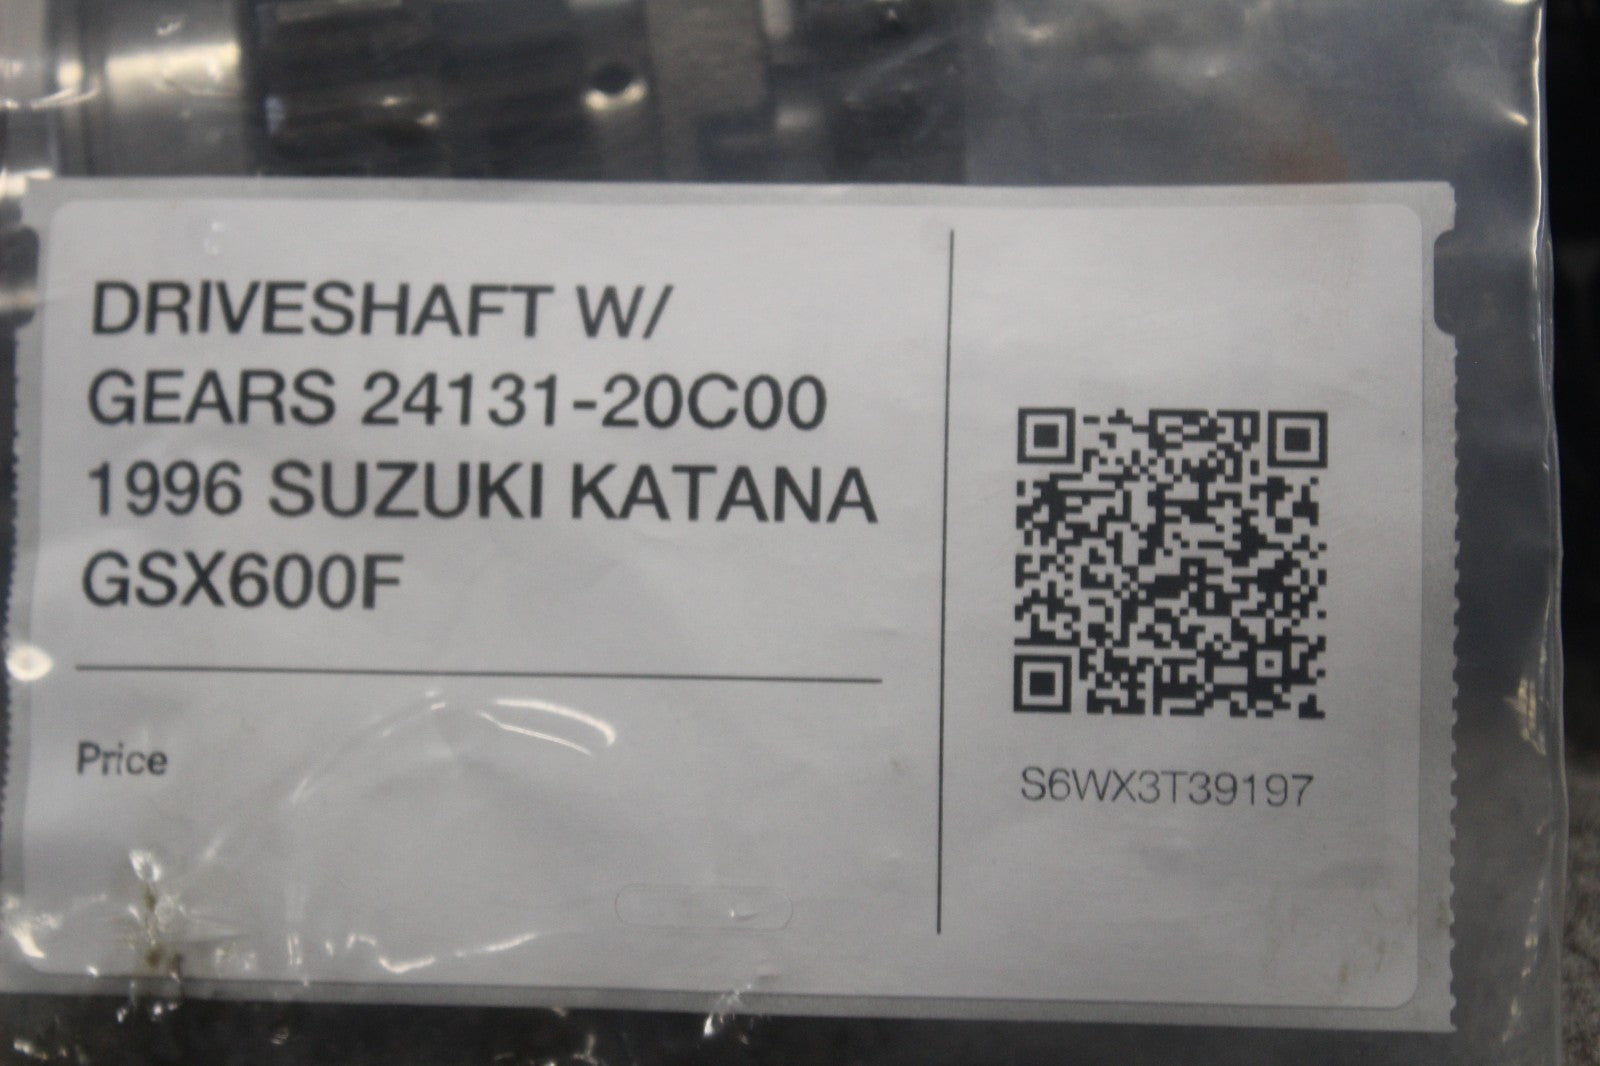 DRIVESHAFT W/
GEARS 24131-20C00
1996 SUZUKI KATANA
GSX600F
Price
S6WX3T39197